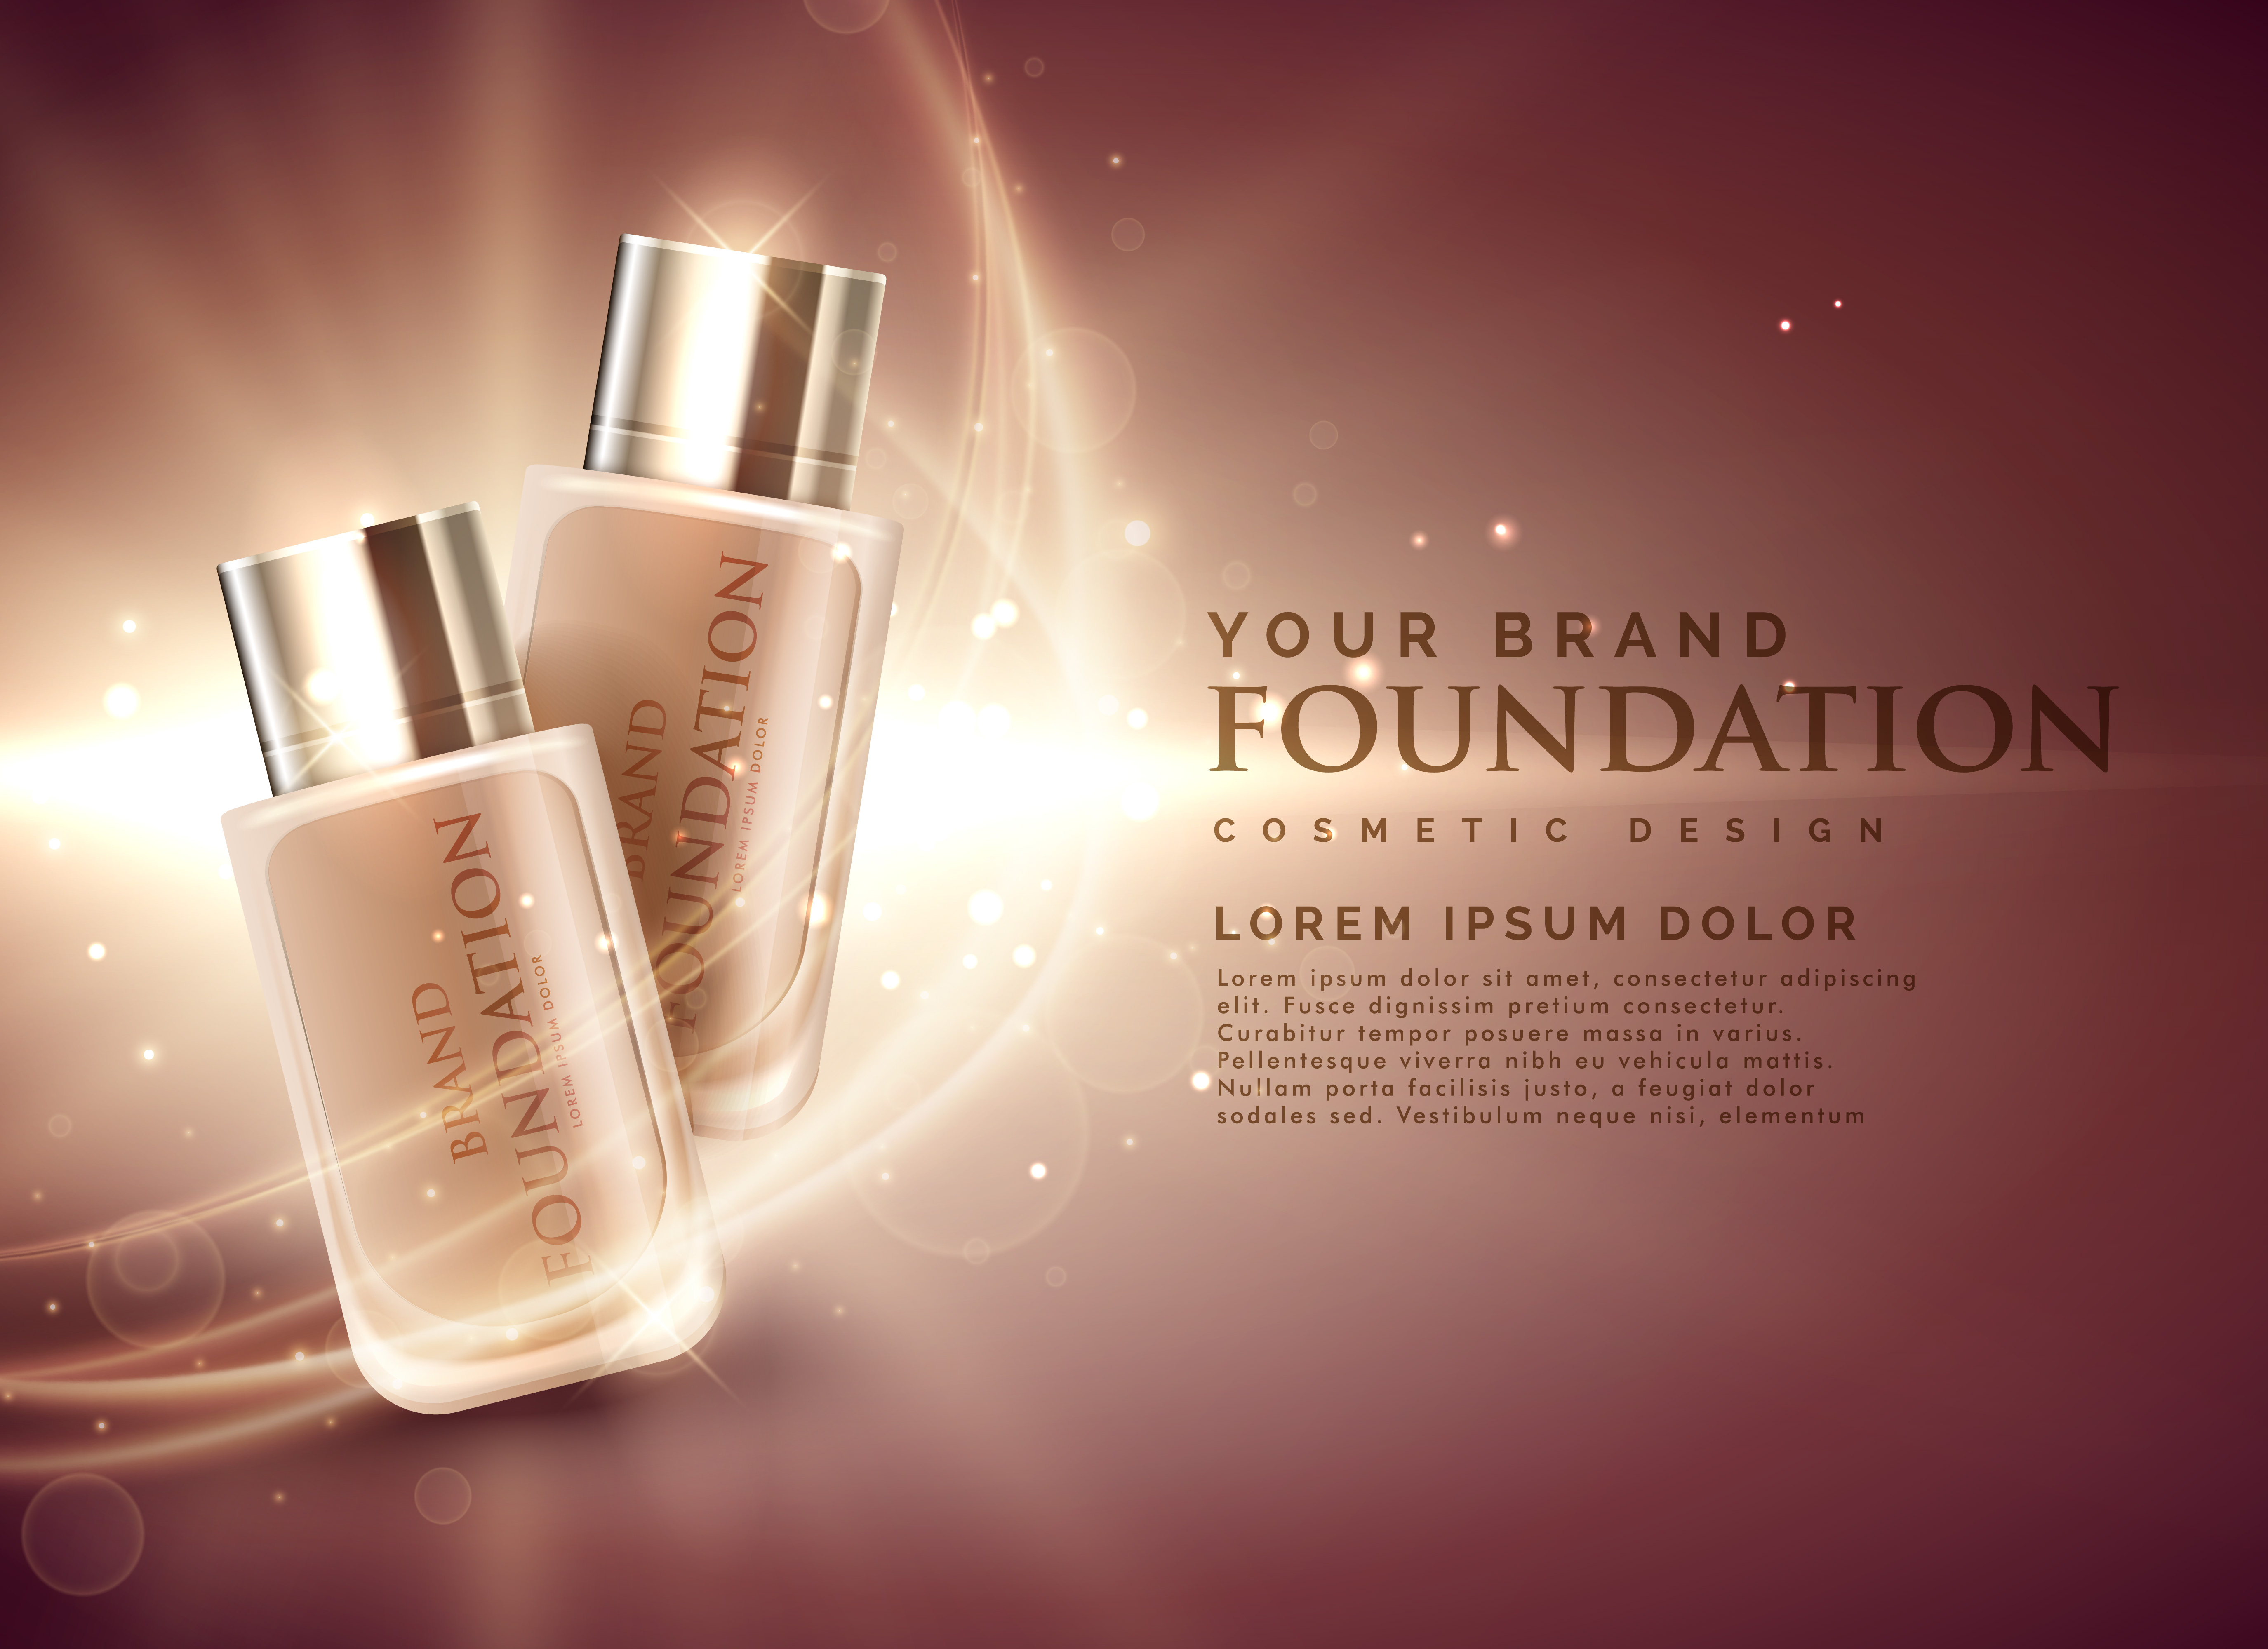 YOUR BRAND
FOUNDATION
COSMETIC DESIGN
LOREM IPSUM DOLOR
Lorem ipsum dolor sit amet, consectetur adipiscing
elit. Fusce dignissim pretium consectetur.
Curabitur tempor posuere massa in varius.
Pellentesque viverra nibh eu vehicula mattis.
Nullam porta facilisis justo, a feugiat dolor
sodales sed. Vestibulum neque nisi, elementum
BRAND
FOUNDATION
LOREM IPSUM DOLOR
BRAND
FOUNDATION
LOREM IPSUM DOLOR